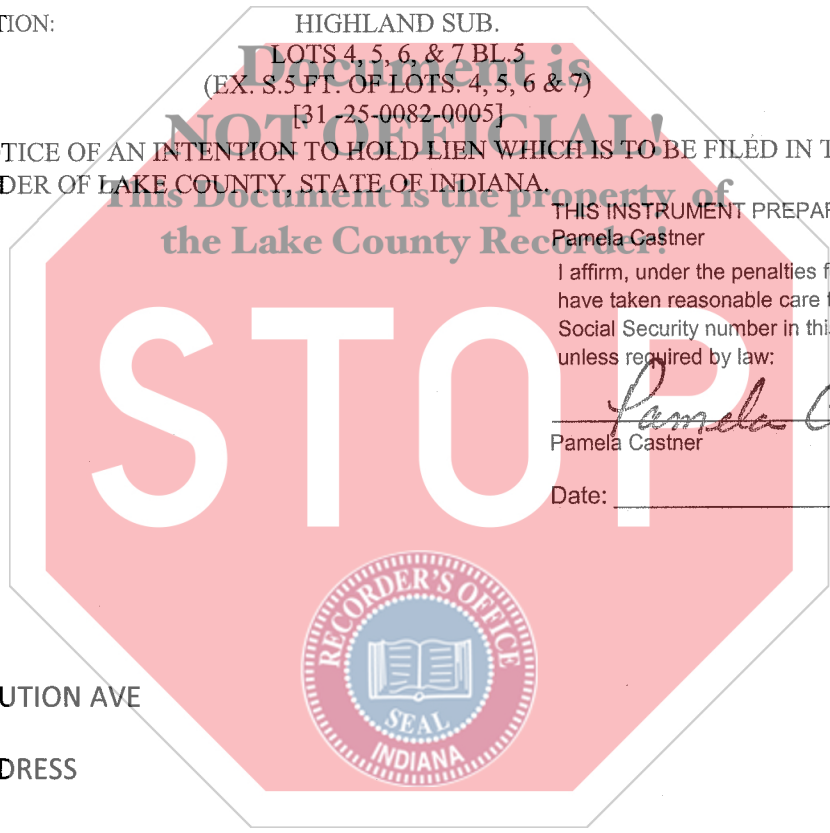 TION:
HIGHLAND SUB.
LOTS 4, 5, 6, & 7 BL.5
(EX. S.5 FT. OF LOTS. 4, 5, 6 & 7)
[31 -25-0082-0005]
Document is
NOT OFFICIAL!
This Document is the property of
the Lake County Recorder!
TICE OF AN INTENTION TO HOLD LIEN WHICH IS TO BE FILED IN T
DER OF LAKE COUNTY, STATE OF INDIANA.
THIS INSTRUMENT PREPAR
Pamela Castner
I affirm, under the penalties f
have taken reasonable care t
Social Security number in this
unless required by law:
Pamela C
Pamela Castner
Date:
STOP
RECORDER'S OFFICE
SEAL
INDIANA
UTION AVE
DRESS